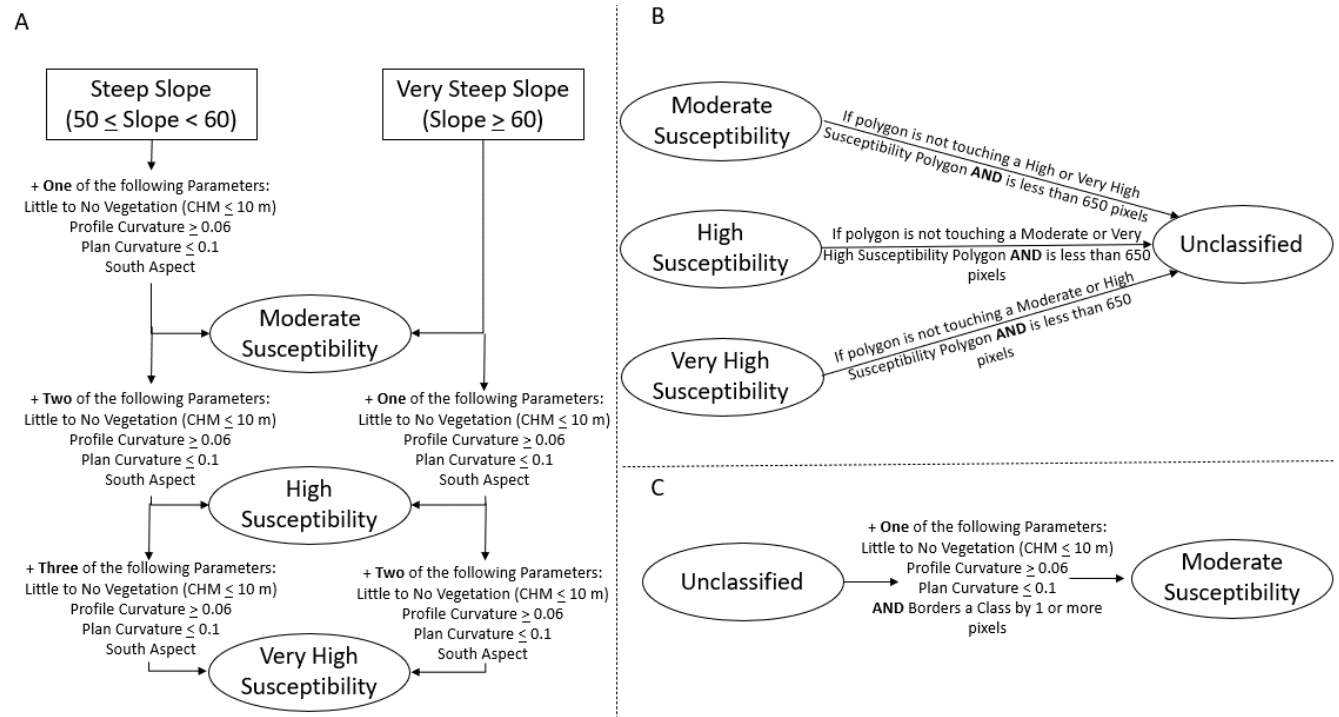 A
Steep Slope
(50 ≤ Slope < 60)
Very Steep Slope
(Slope ≥ 60)
+ One of the following Parameters:
Little to No Vegetation (CHM ≤ 10 m)
Profile Curvature ≥ 0.06
Plan Curvature ≤ 0.1
South Aspect
Moderate
Susceptibility
+ Two of the following Parameters:
Little to No Vegetation (CHM ≤ 10 m)
Profile Curvature ≥ 0.06
Plan Curvature ≤ 0.1
South Aspect
+ One of the following Parameters:
Little to No Vegetation (CHM ≤ 10 m)
Profile Curvature ≥ 0.06
Plan Curvature ≤ 0.1
South Aspect
High
Susceptibility
+ Three of the following Parameters:
Little to No Vegetation (CHM ≤ 10 m)
Profile Curvature ≥ 0.06
Plan Curvature ≤ 0.1
South Aspect
+ Two of the following Parameters:
Little to No Vegetation (CHM ≤ 10 m)
Profile Curvature ≥ 0.06
Plan Curvature ≤ 0.1
South Aspect
Very High
Susceptibility
B
Moderate
Susceptibility
If polygon is not touching a High or Very High
Susceptibility Polygon AND is less than 650 pixels
High
Susceptibility
If polygon is not touching a Moderate or Very
High Susceptibility Polygon AND is less than 650
pixels
Very High
Susceptibility
If polygon is not touching a Moderate or High
Susceptibility Polygon AND is less than 650
pixels
Unclassified
C
Unclassified
+ One of the following Parameters:
Little to No Vegetation (CHM ≤ 10 m)
Profile Curvature ≥ 0.06
Plan Curvature ≤ 0.1
AND Borders a Class by 1 or more
pixels
Moderate
Susceptibility